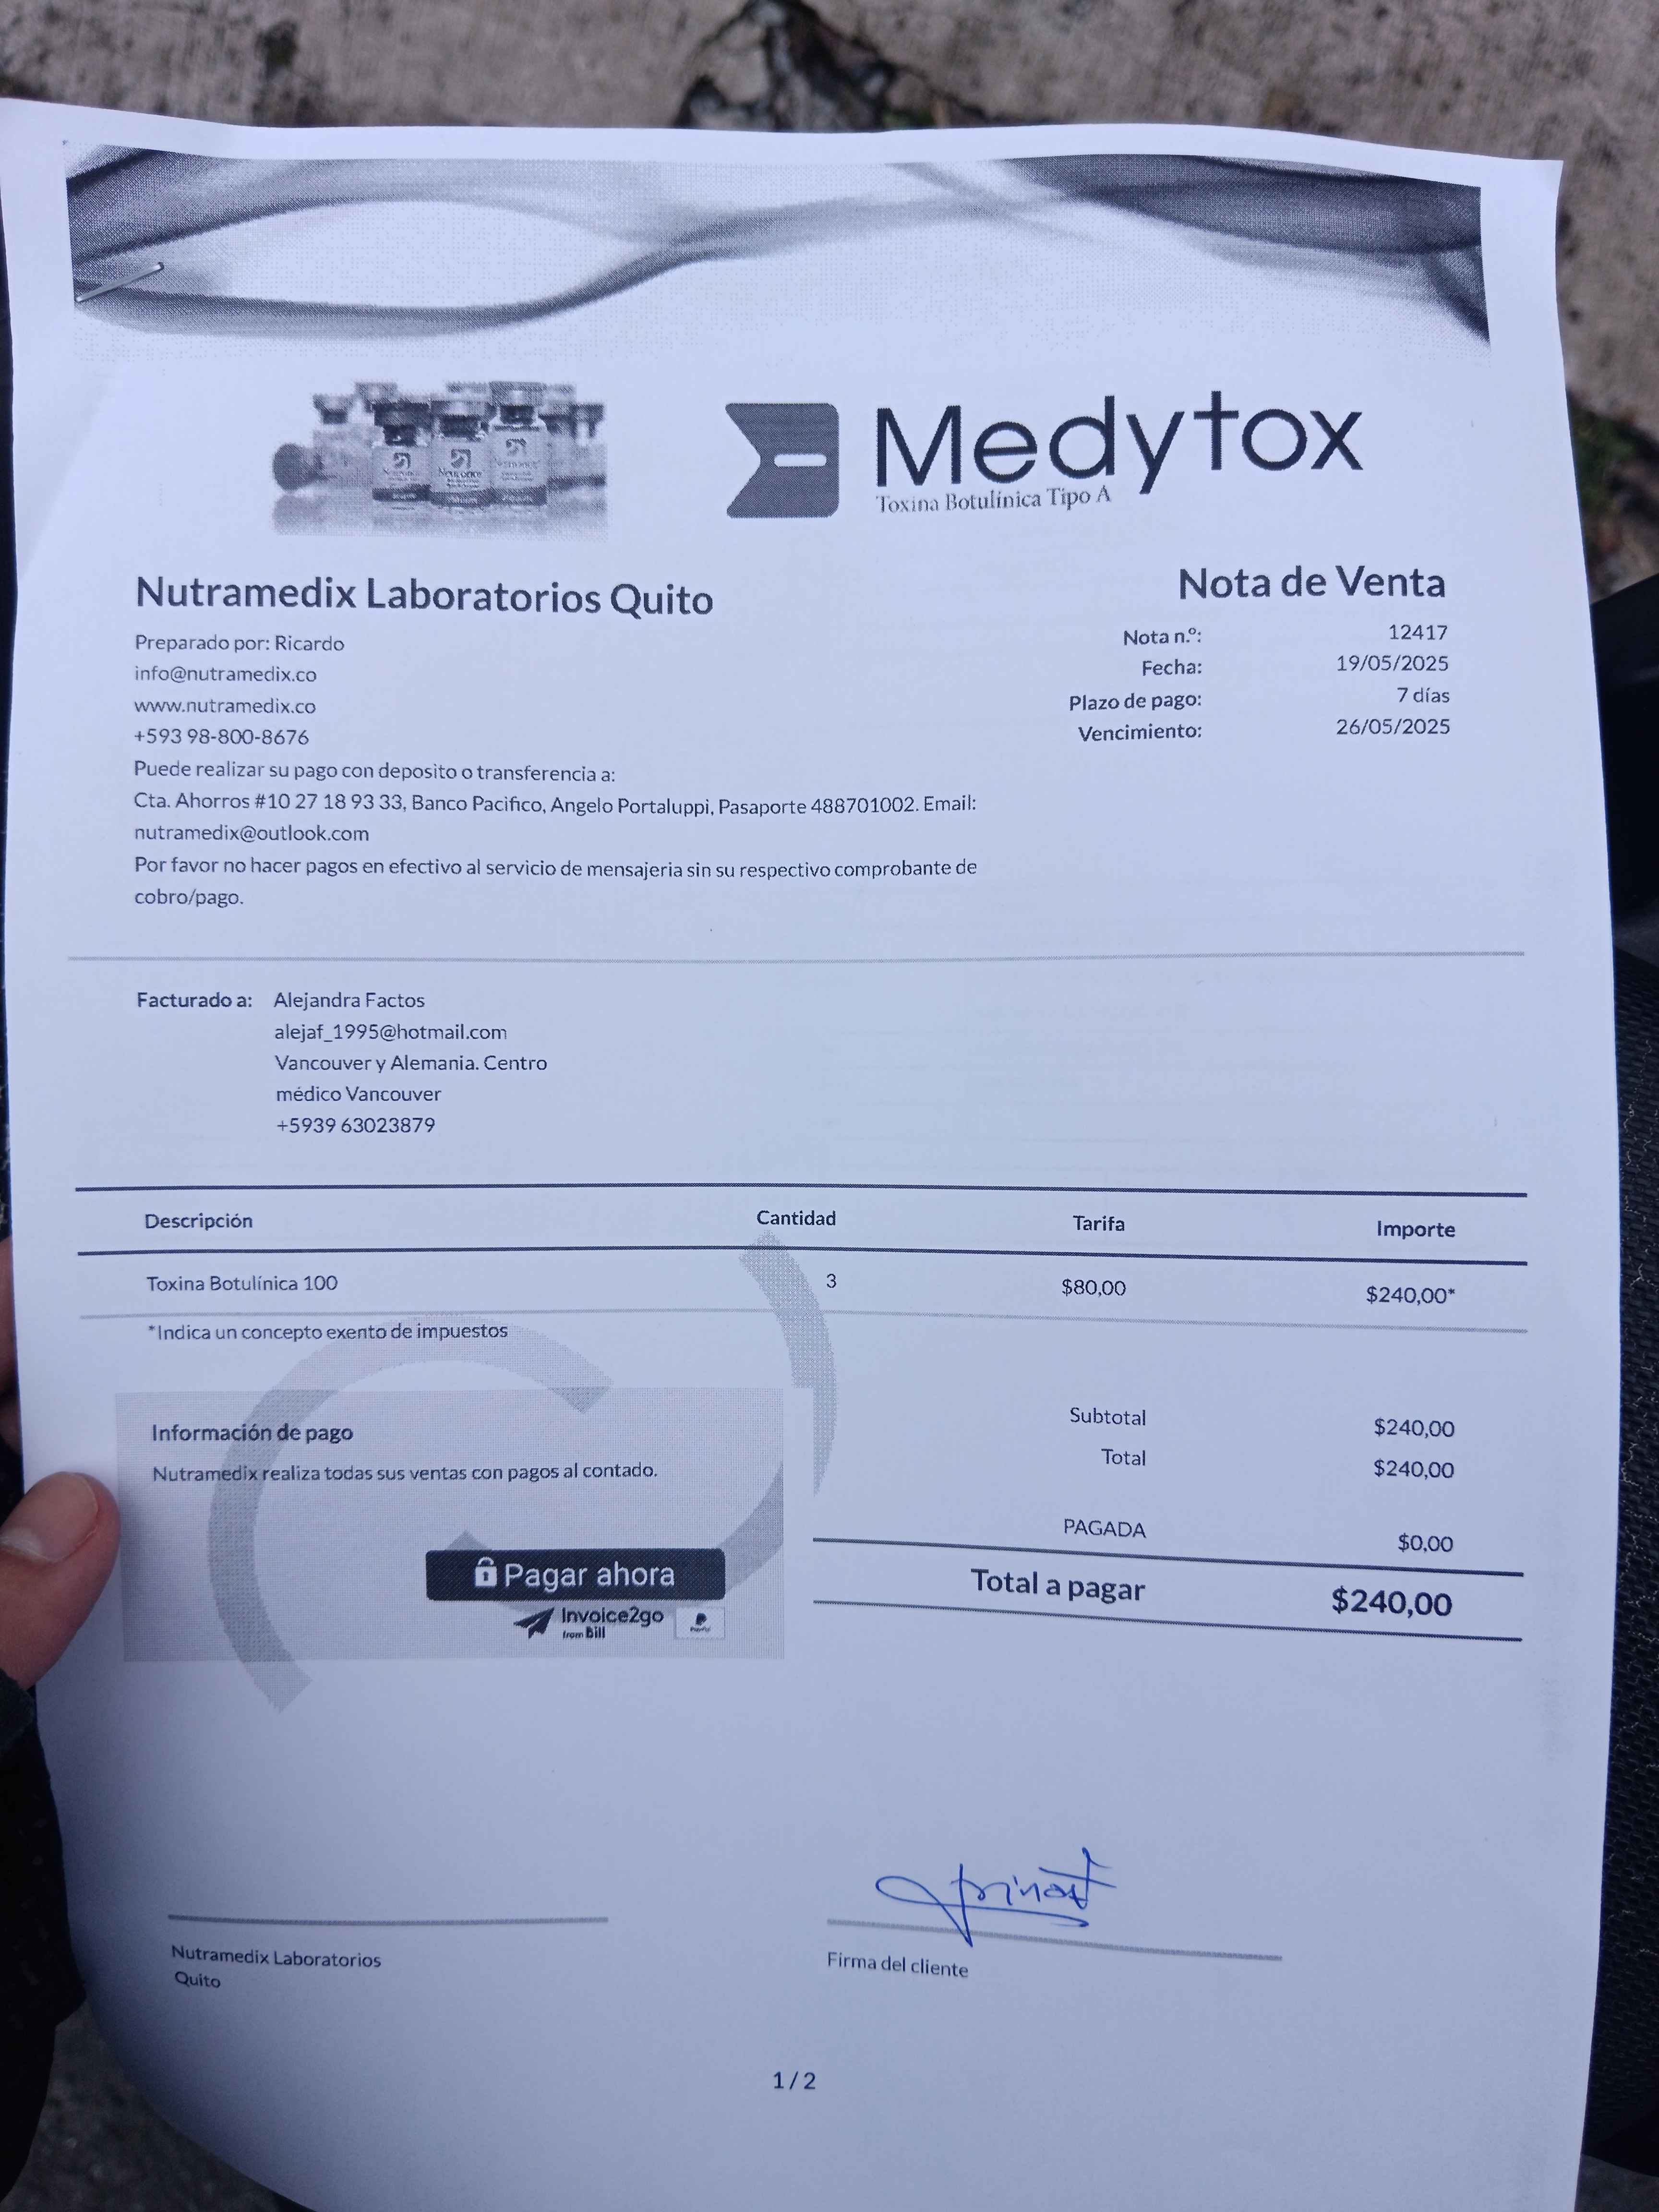 Medytox
Toxina Botulínica Tipo A
Nutramedix Laboratorios Quito
Preparado por: Ricardo
info@nutramedix.co
www.nutramedix.co
+593 98-800-8676
Puede realizar su pago con deposito o transferencia a:
Cta. Ahorros #10 27 18 93 33, Banco Pacifico, Angelo Portaluppi, Pasaporte 488701002. Email:
nutramedix@outlook.com
Por favor no hacer pagos en efectivo al servicio de mensajeria sin su respectivo comprobante de
cobro/pago.
Nota de Venta
Nota n.º: 12417
Fecha: 19/05/2025
Plazo de pago: 7 días
Vencimiento: 26/05/2025
Facturado a: Alejandra Factos
alejaf_1995@hotmail.com
Vancouver y Alemania. Centro
médico Vancouver
+5939 63023879
Descripción Cantidad Tarifa Importe
Toxina Botulínica 100 3 $80,00 $240,00*
*Indica un concepto exento de impuestos
Información de pago
Nutramedix realiza todas sus ventas con pagos al contado.
Pagar ahora
Invoice2go
from Bill
PayPal
Subtotal $240,00
Total $240,00
PAGADA $0,00
Total a pagar $240,00
Nutramedix Laboratorios
Quito
Firma del cliente
1 / 2